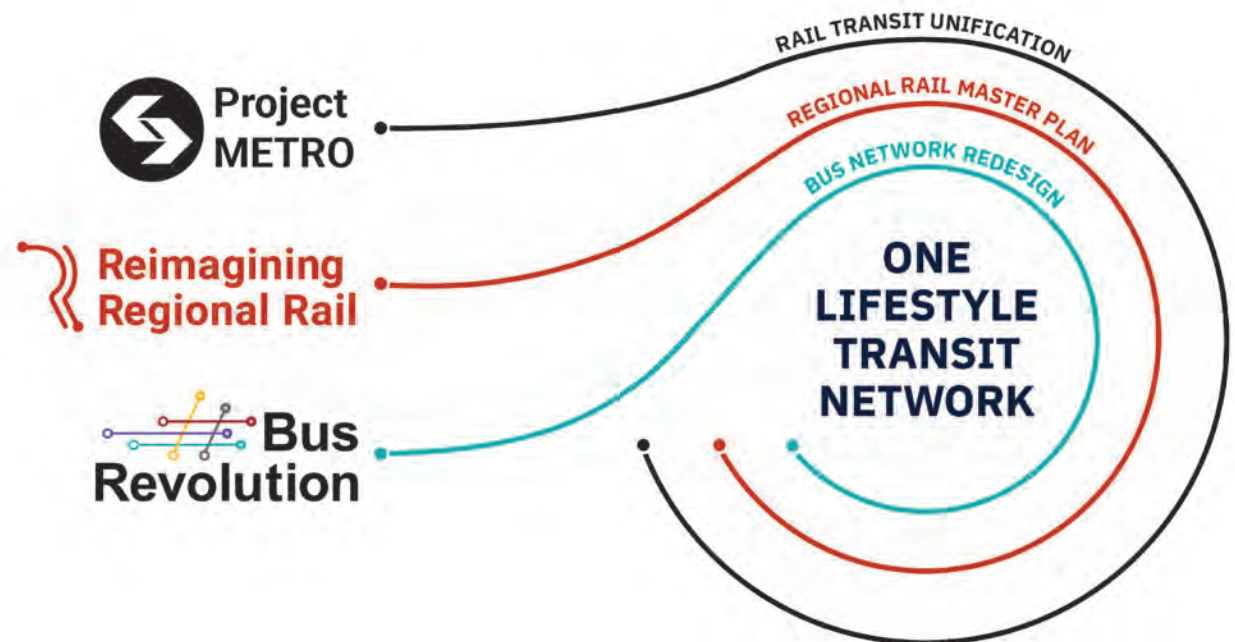 RAIL TRANSIT UNIFICATION
Project
METRO
REGIONAL RAIL MASTER PLAN
BUS NETWORK REDESIGN
Reimagining
Regional Rail
ONE
LIFESTYLE
TRANSIT
NETWORK
Bus
Revolution